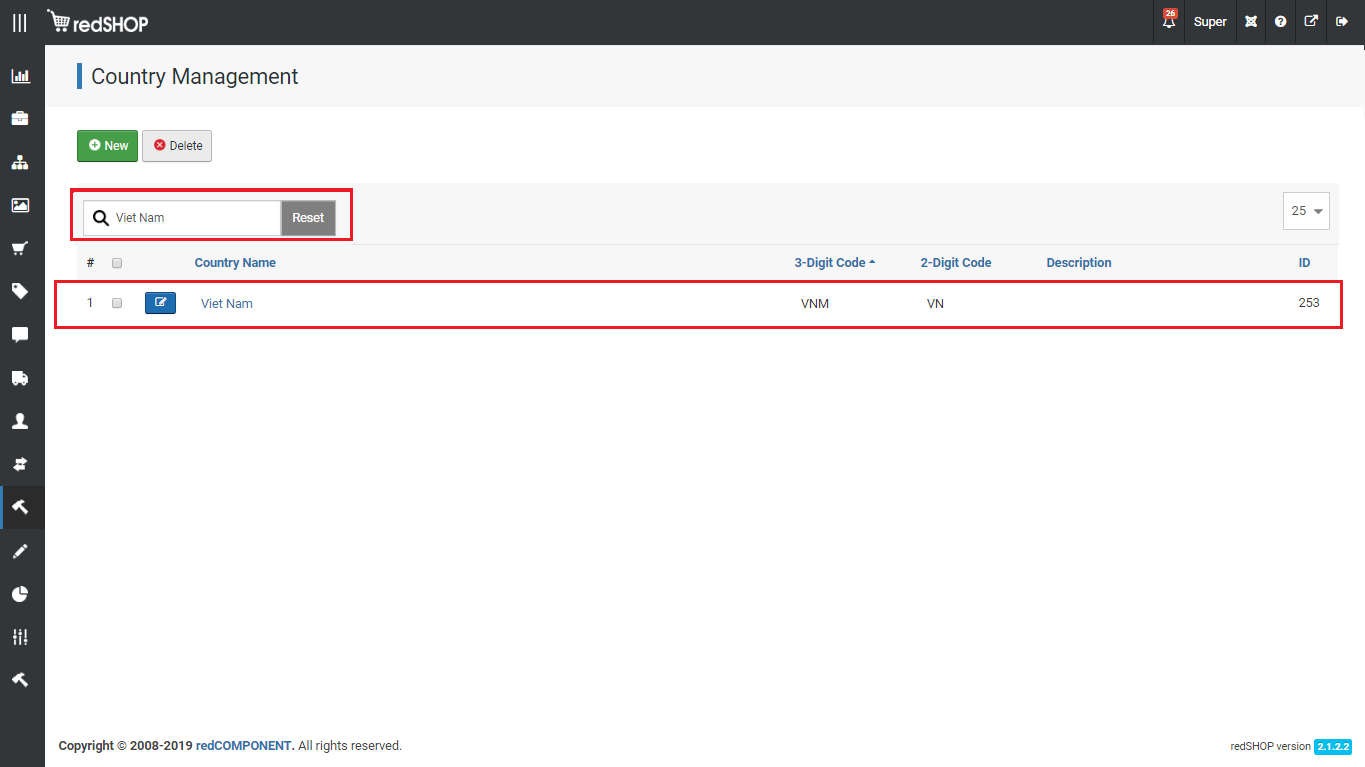 redSHOP
26
Super
Country Management
New Delete
Viet Nam Reset
25
# Country Name 3-Digit Code 2-Digit Code Description ID
1 Viet Nam VNM VN 253
Copyright © 2008-2019 redCOMPONENT. All rights reserved.
redSHOP version 2.1.2.2